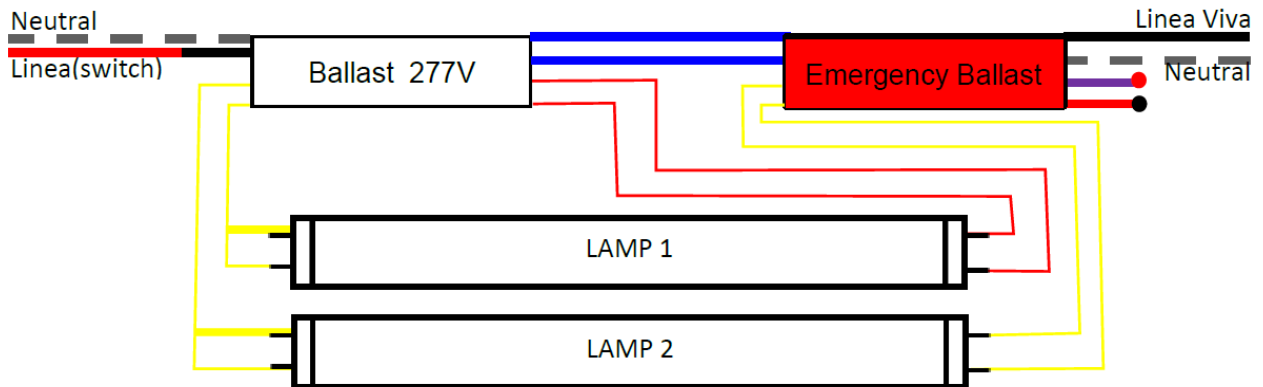 Neutral
Linea(switch)
Ballast 277V
Emergency Ballast
Linea Viva
Neutral
LAMP 1
LAMP 2